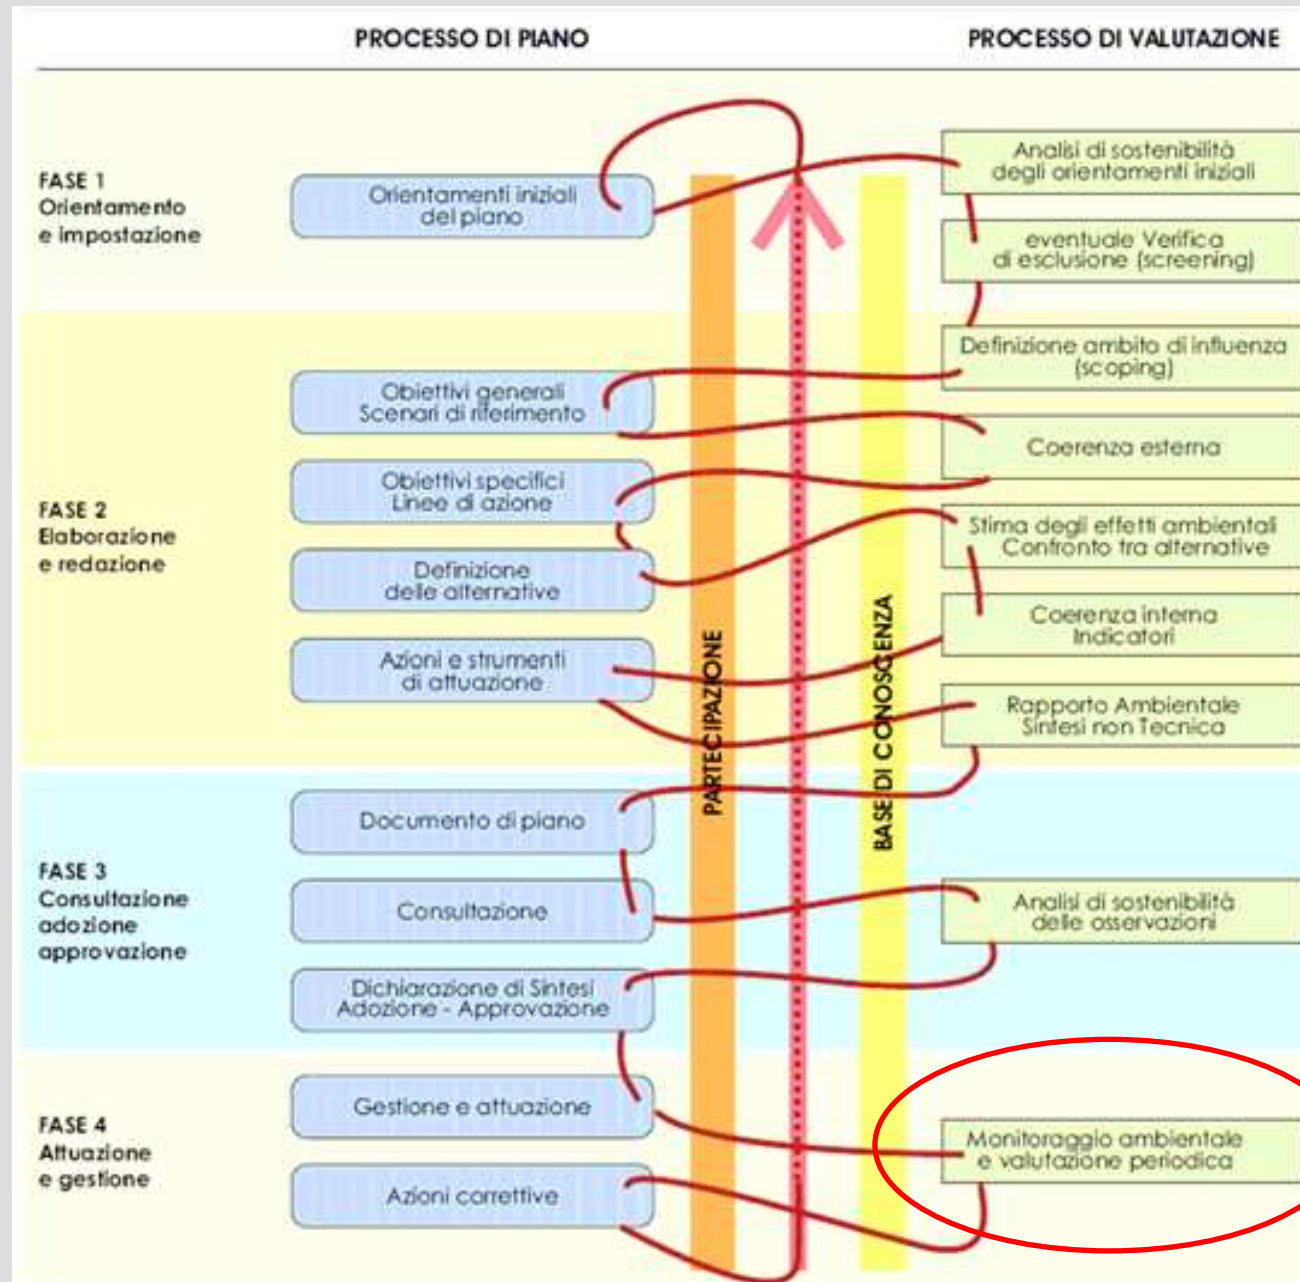 PROCESSO DI PIANO
PROCESSO DI VALUTAZIONE
FASE 1
Orientamento
e impostazione
Orientamenti iniziali
del piano
Analisi di sostenibilità
degli orientamenti iniziali
eventuale Verifica
di esclusione (screening)
FASE 2
Elaborazione
e redazione
Obiettivi generali
Scenari di riferimento
Obiettivi specifici
Linee di azione
Definizione
delle alternative
Azioni e strumenti
di attuazione
Definizione ambito di influenza
(scoping)
Coerenza esterna
Stima degli effetti ambientali
Confronto tra alternative
Coerenza interna
Indicatori
Rapporto Ambientale
Sintesi non Tecnica
PARTECIPAZIONE
BASE DI CONOSCENZA
FASE 3
Consultazione
adozione
approvazione
Documento di piano
Consultazione
Dichiarazione di Sintesi
Adozione - Approvazione
Analisi di sostenibilità
delle osservazioni
FASE 4
Attuazione
e gestione
Gestione e attuazione
Azioni correttive
Monitoraggio ambientale
e valutazione periodica